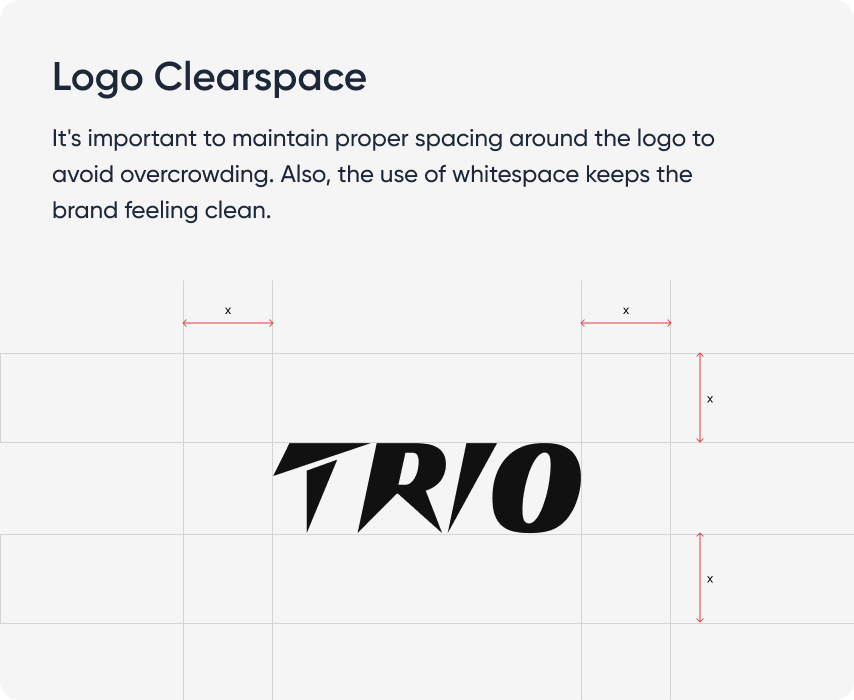 Logo Clearspace
It's important to maintain proper spacing around the logo to
avoid overcrowding. Also, the use of whitespace keeps the
brand feeling clean.
x
x
x
TRIO
x